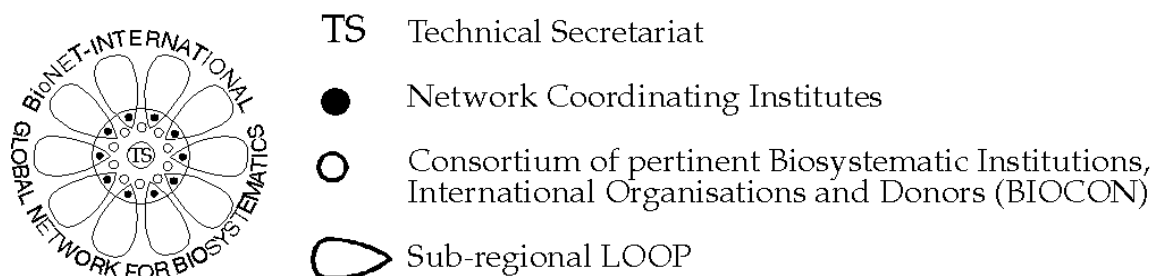 BioNET-INTERNATIONAL
GLOBAL NETWORK FOR BIOSYSTEMATICS
TS
TS Technical Secretariat
Network Coordinating Institutes
Consortium of pertinent Biosystematic Institutions,
International Organisations and Donors (BIOCON)
Sub-regional LOOP